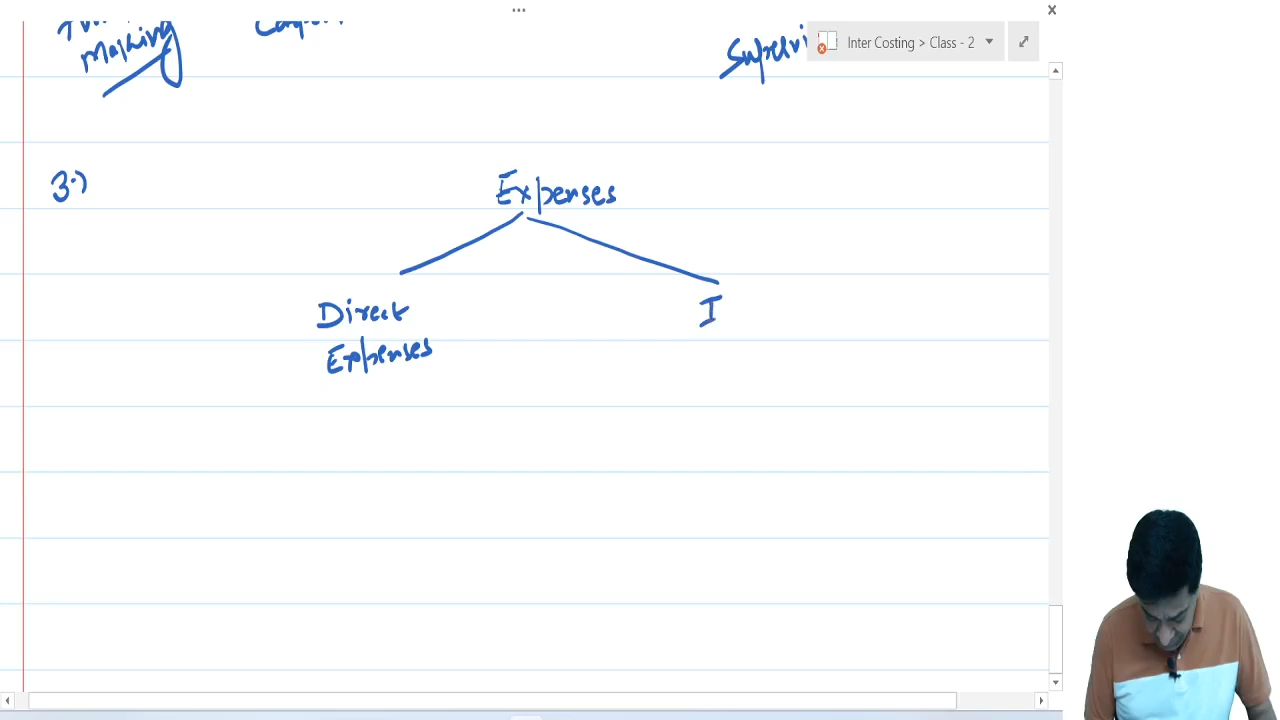 Inter Costing > Class - 2
Making
3.)
Expenses
Direct I
Expenses